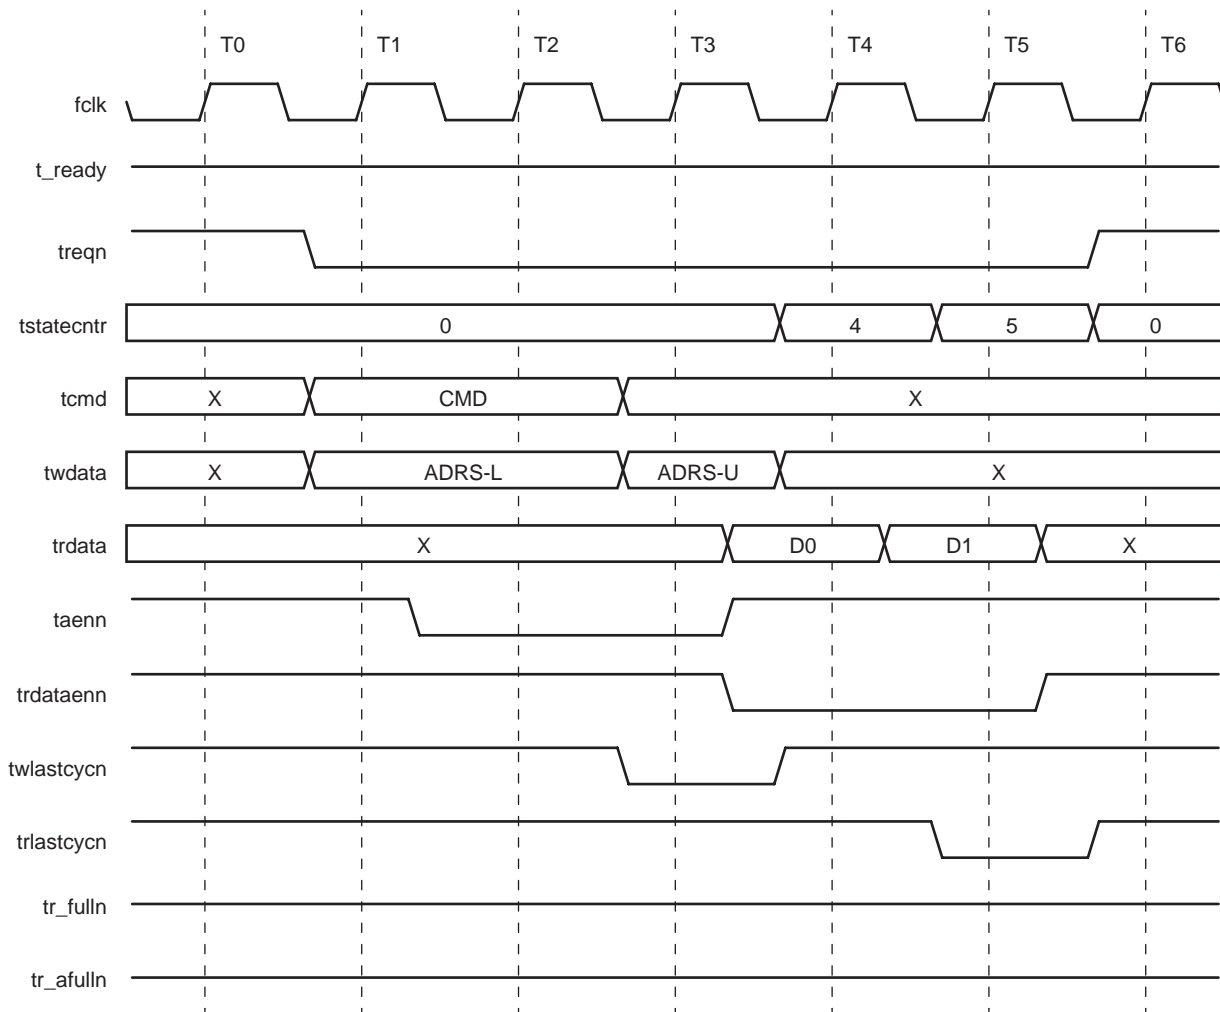 T0 T1 T2 T3 T4 T5 T6
fclk
t_ready
treqn
tstatecntr 0 4 5 0
tcmd X CMD X
twdata X ADRS-L ADRS-U X
trdata X D0 D1 X
taenn
trdataenn
twlastcycn
trlastcycn
tr_fulln
tr_afulln